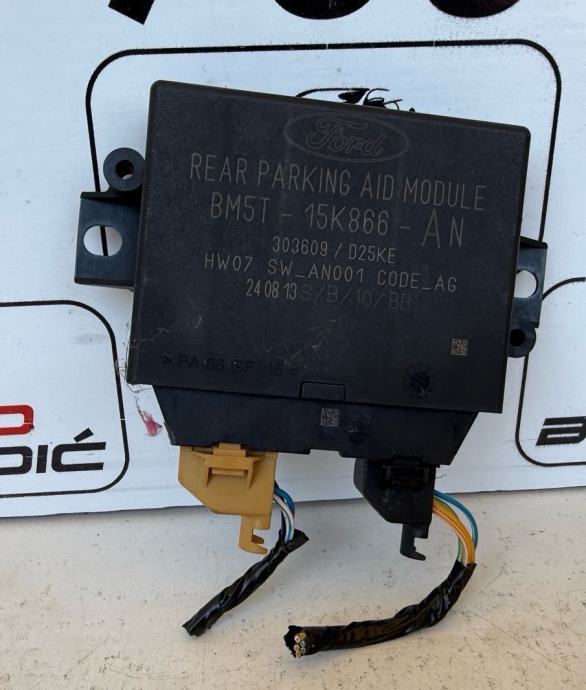 Ford
REAR PARKING AID MODULE
BM5T - 15K866 - AN
303609 / D25KE
HW07 SW_AN001 CODE_AG
24 08 13 S/B/10/BB
> PA 66 GF 15 <
DIĆ